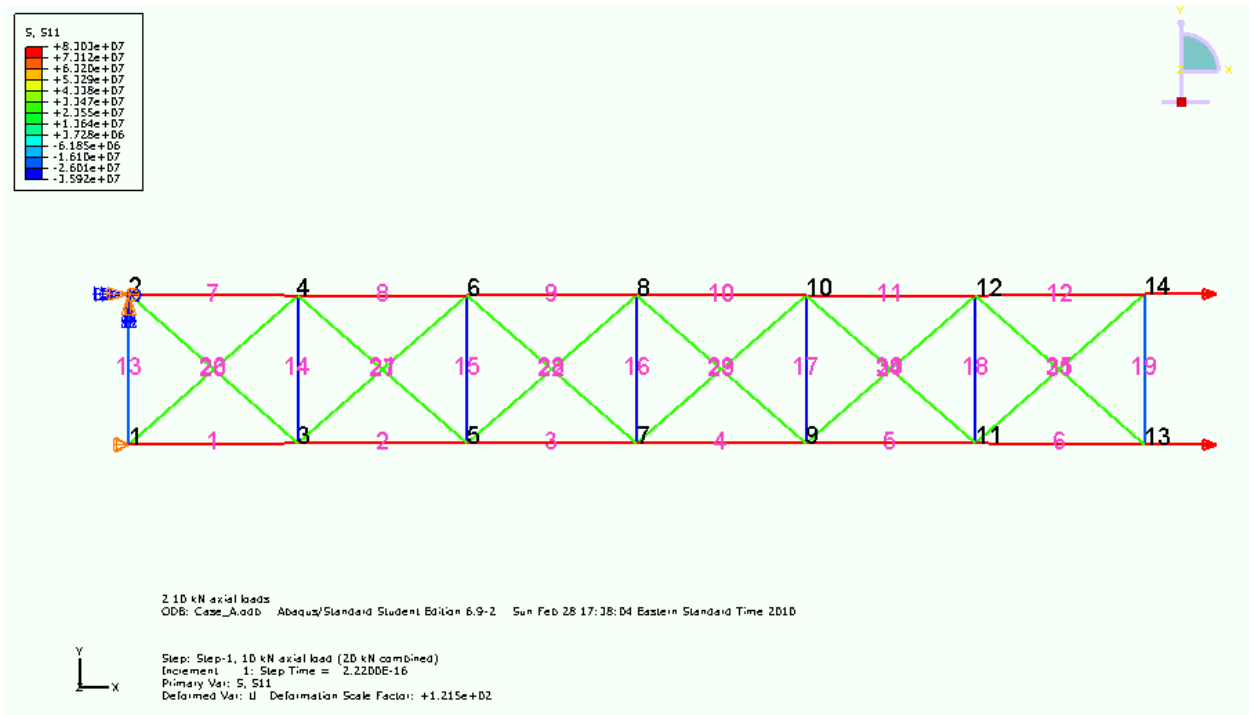 S, S11
+8.303e+07
+7.312e+07
+6.320e+07
+5.329e+07
+4.338e+07
+3.347e+07
+2.355e+07
+1.364e+07
+3.728e+06
-6.185e+06
-1.610e+07
-2.601e+07
-3.592e+07
Y
Z X
2 4 6 8 10 12 14
7 8 9 10 11 12
13 14 15 16 17 18 19
1 3 5 7 9 11 13
1 2 3 4 5 6
2 10 kN axial loads
ODB: Case_A.odb Abaqus/Standard Student Edition 6.9-2 Sun Feb 28 17:38:04 Eastern Standard Time 2010
Y
Z X
Step: Step-1, 10 kN axial load (20 kN combined)
Increment 1: Step Time = 2.2200E-16
Primary Var: S, S11
Deformed Var: U Deformation Scale Factor: +1.215e+02